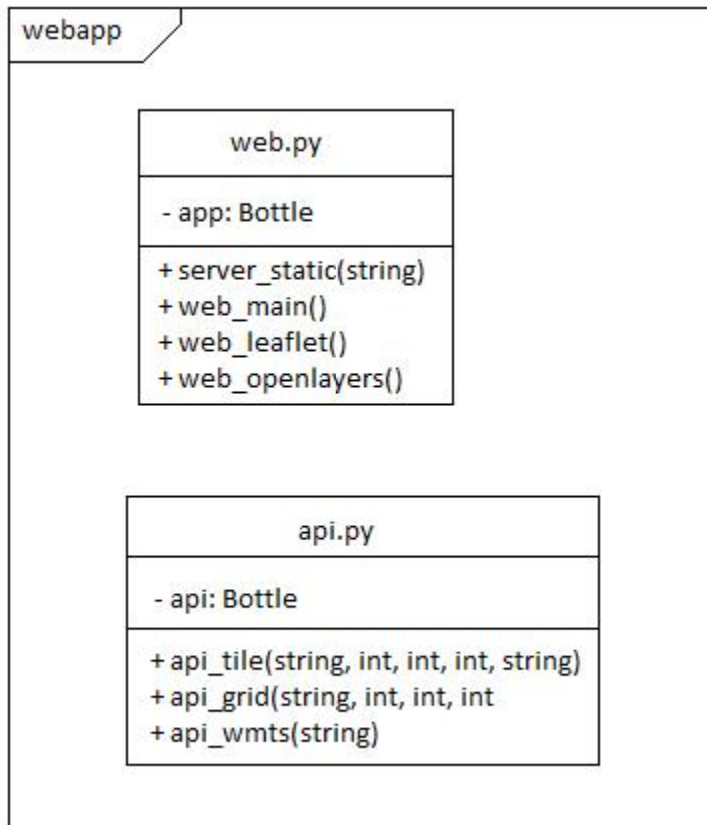 webapp
web.py
- app: Bottle
+ server_static(string)
+ web_main()
+ web_leaflet()
+ web_openlayers()
api.py
- api: Bottle
+ api_tile(string, int, int, int, string)
+ api_grid(string, int, int, int
+ api_wmts(string)